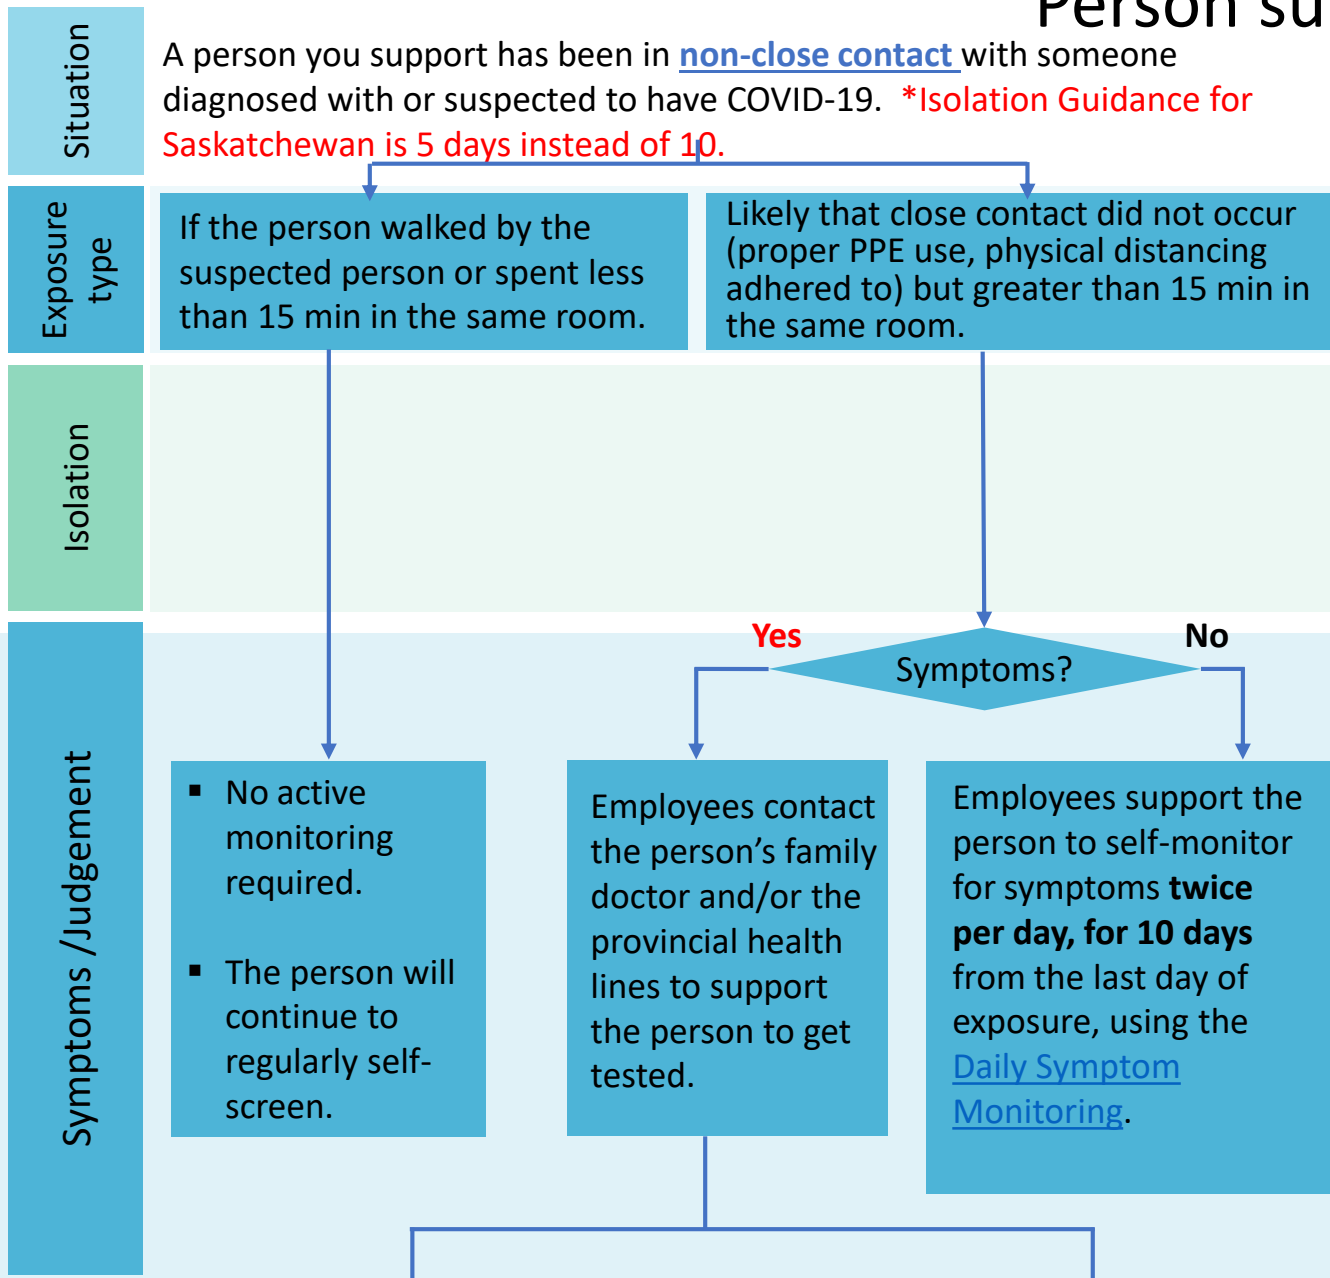 Person su
Situation
A person you support has been in non-close contact with someone
diagnosed with or suspected to have COVID-19. *Isolation Guidance for
Saskatchewan is 5 days instead of 10.
Exposure
type
If the person walked by the
suspected person or spent less
than 15 min in the same room.
Likely that close contact did not occur
(proper PPE use, physical distancing
adhered to) but greater than 15 min in
the same room.
Isolation
Symptoms /Judgement
Yes
Symptoms?
No
▪ No active
monitoring
required.
▪ The person will
continue to
regularly self-
screen.
Employees contact
the person's family
doctor and/or the
provincial health
lines to support
the person to get
tested.
Employees support the
person to self-monitor
for symptoms twice
per day, for 10 days
from the last day of
exposure, using the
Daily Symptom
Monitoring.